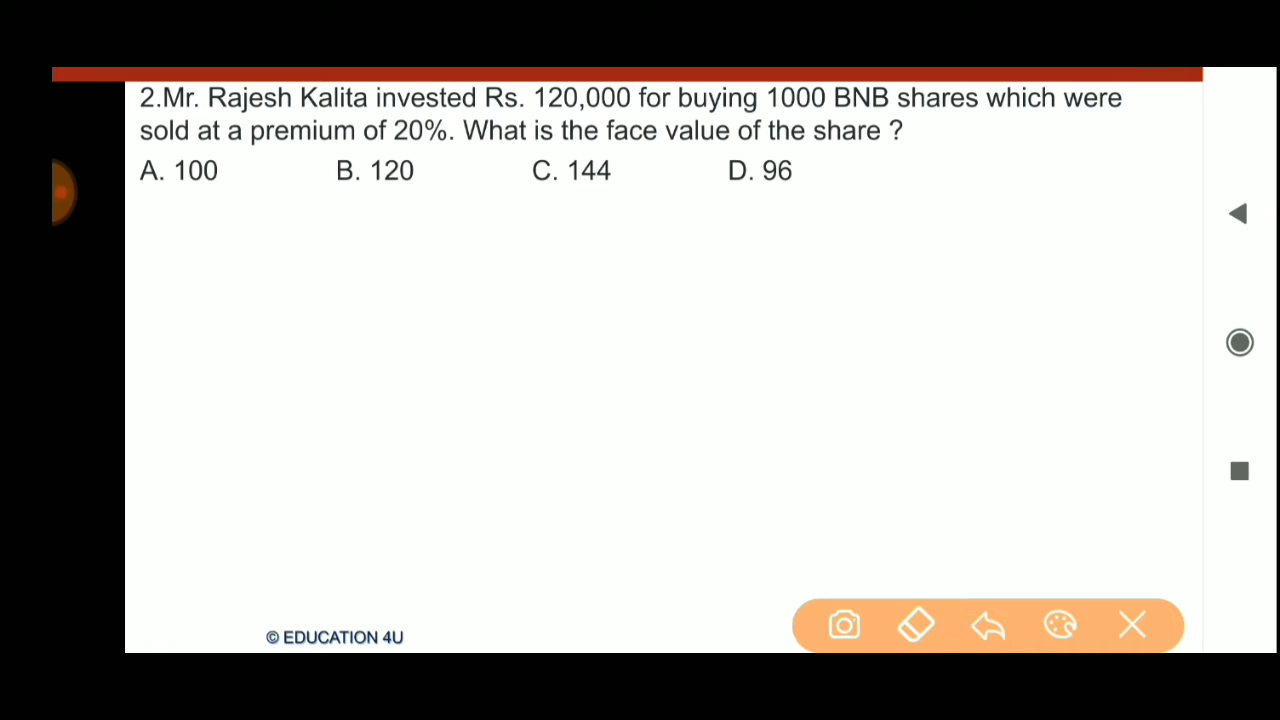 2.Mr. Rajesh Kalita invested Rs. 120,000 for buying 1000 BNB shares which were
sold at a premium of 20%. What is the face value of the share ?
A. 100 B. 120 C. 144 D. 96
© EDUCATION 4U